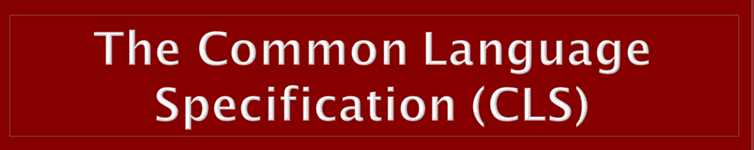 The Common Language
Specification (CLS)